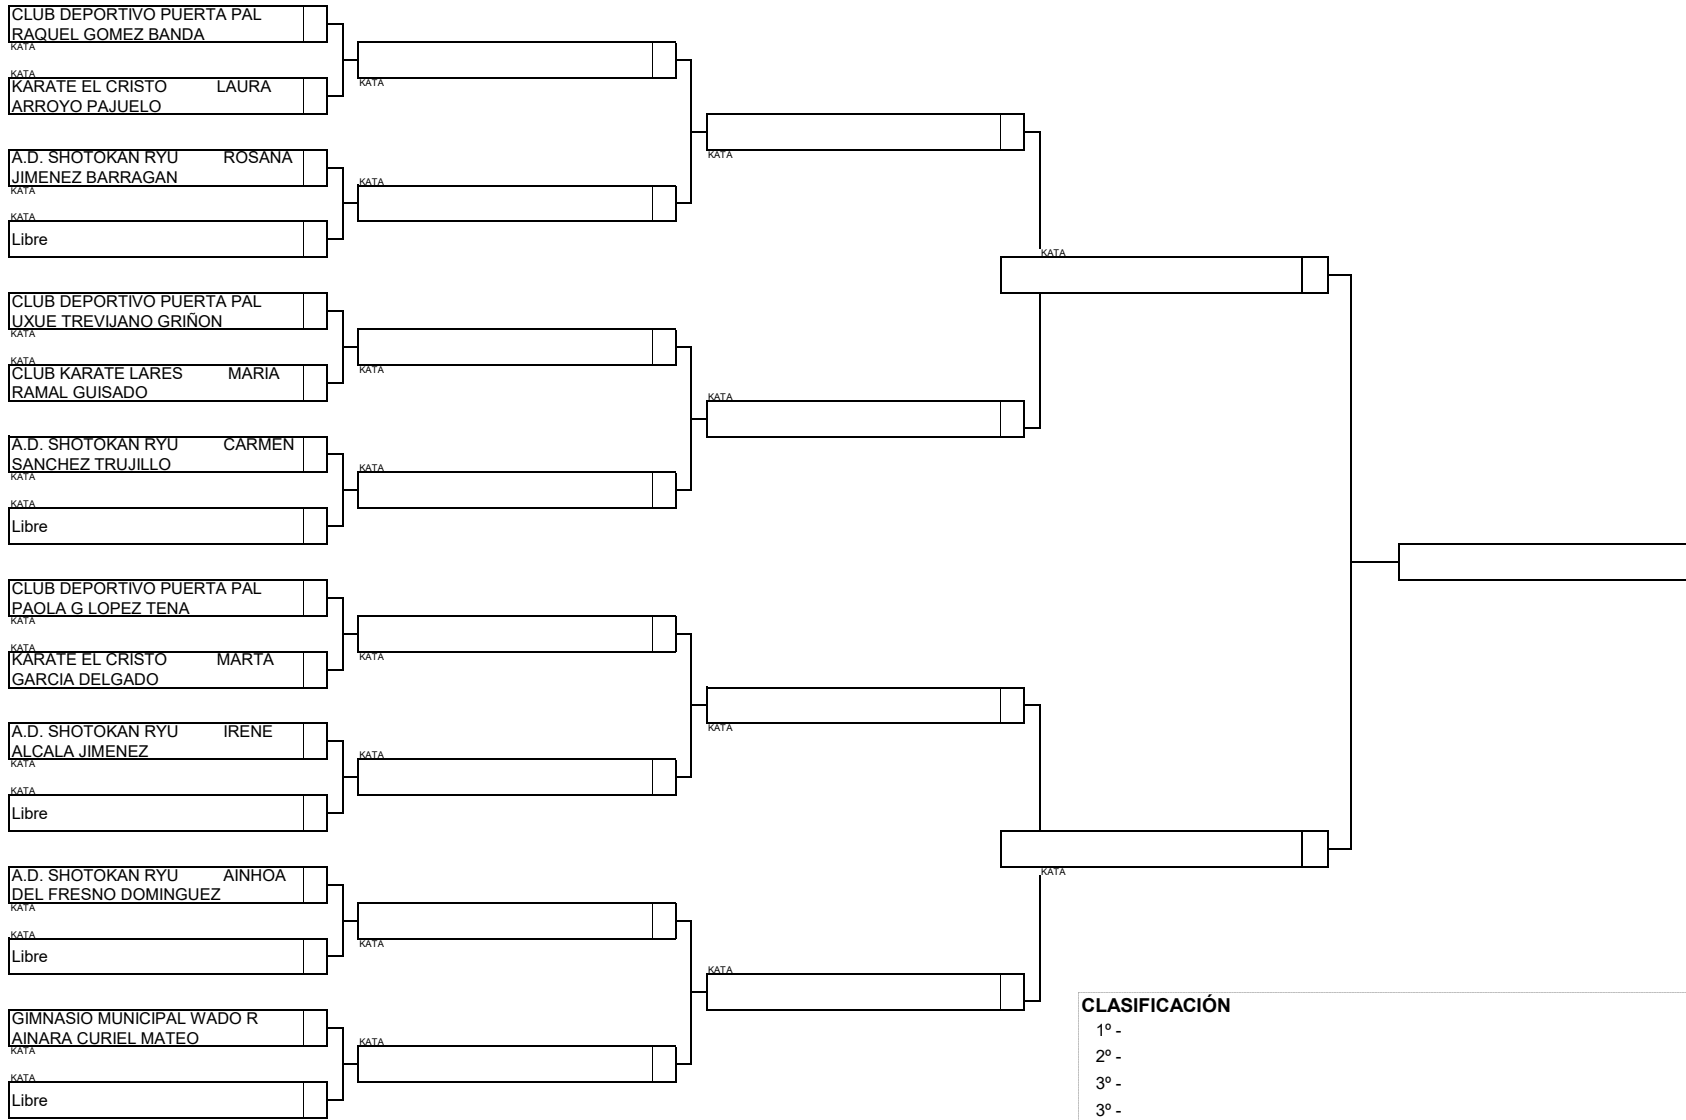 CLUB DEPORTIVO PUERTA PAL
RAQUEL GOMEZ BANDA
KATA
KATA
KARATE EL CRISTO LAURA
ARROYO PAJUELO
A.D. SHOTOKAN RYU ROSANA
JIMENEZ BARRAGAN
KATA
KATA
Libre
CLUB DEPORTIVO PUERTA PAL
UXUE TREVIJANO GRIÑON
KATA
KATA
CLUB KARATE LARES MARIA
RAMAL GUISADO
A.D. SHOTOKAN RYU CARMEN
SANCHEZ TRUJILLO
KATA
KATA
Libre
CLUB DEPORTIVO PUERTA PAL
PAOLA G LOPEZ TENA
KATA
KATA
KARATE EL CRISTO MARTA
GARCIA DELGADO
A.D. SHOTOKAN RYU IRENE
ALCALA JIMENEZ
KATA
KATA
Libre
A.D. SHOTOKAN RYU AINHOA
DEL FRESNO DOMINGUEZ
KATA
KATA
Libre
GIMNASIO MUNICIPAL WADO R
AINARA CURIEL MATEO
KATA
KATA
Libre
KATA
KATA
KATA
KATA
KATA
KATA
KATA
KATA
KATA
KATA
KATA
KATA
KATA
KATA
CLASIFICACIÓN
1º -
2º -
3º -
3º -